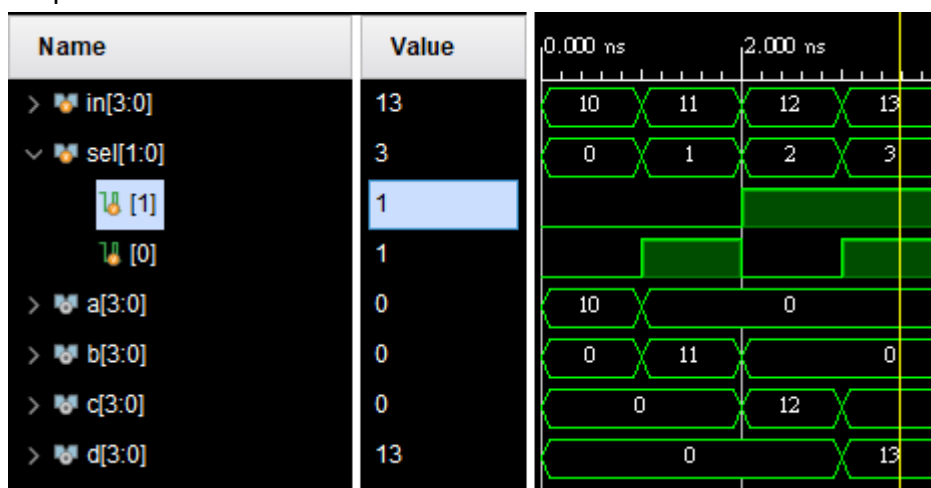 Name Value 0.000 ns 2.000 ns
in[3:0] 13 10 11 12 13
sel[1:0] 3 0 1 2 3
[1] 1
[0] 1
a[3:0] 0 10 0
b[3:0] 0 0 11 0
c[3:0] 0 0 12
d[3:0] 13 0 13